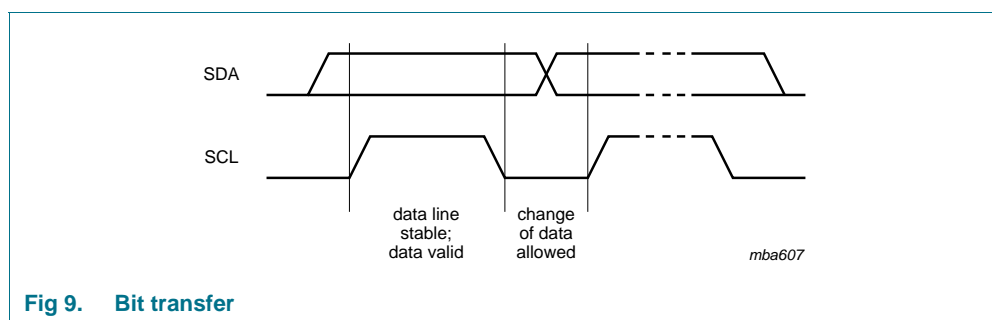 SDA
SCL
data line
stable;
data valid
change
of data
allowed
mba607
Fig 9. Bit transfer